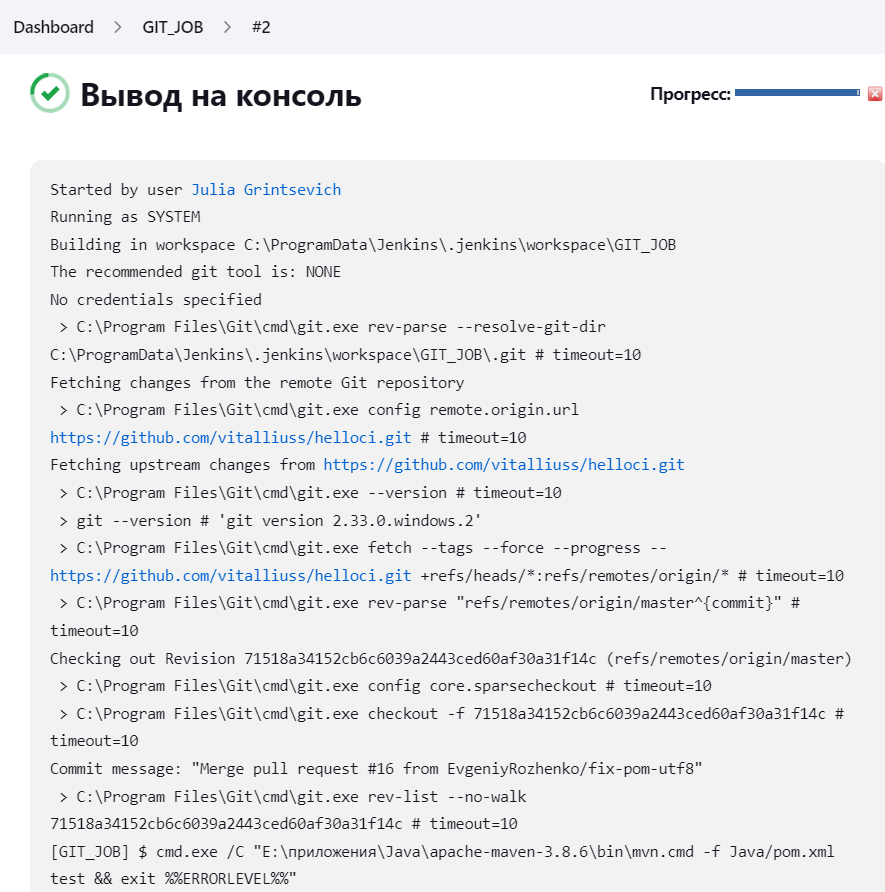 Dashboard > GIT_JOB > #2
Вывод на консоль
Прогресс:
Started by user Julia Grintsevich
Running as SYSTEM
Building in workspace C:\ProgramData\Jenkins\.jenkins\workspace\GIT_JOB
The recommended git tool is: NONE
No credentials specified
 > C:\Program Files\Git\cmd\git.exe rev-parse --resolve-git-dir
C:\ProgramData\Jenkins\.jenkins\workspace\GIT_JOB\.git # timeout=10
Fetching changes from the remote Git repository
 > C:\Program Files\Git\cmd\git.exe config remote.origin.url
https://github.com/vitalliuss/helloci.git # timeout=10
Fetching upstream changes from https://github.com/vitalliuss/helloci.git
 > C:\Program Files\Git\cmd\git.exe --version # timeout=10
 > git --version # 'git version 2.33.0.windows.2'
 > C:\Program Files\Git\cmd\git.exe fetch --tags --force --progress --
https://github.com/vitalliuss/helloci.git +refs/heads/*:refs/remotes/origin/* # timeout=10
 > C:\Program Files\Git\cmd\git.exe rev-parse "refs/remotes/origin/master^{commit}" #
timeout=10
Checking out Revision 71518a34152cb6c6039a2443ced60af30a31f14c (refs/remotes/origin/master)
 > C:\Program Files\Git\cmd\git.exe config core.sparsecheckout # timeout=10
 > C:\Program Files\Git\cmd\git.exe checkout -f 71518a34152cb6c6039a2443ced60af30a31f14c #
timeout=10
Commit message: "Merge pull request #16 from EvgeniyRozhenko/fix-pom-utf8"
 > C:\Program Files\Git\cmd\git.exe rev-list --no-walk
71518a34152cb6c6039a2443ced60af30a31f14c # timeout=10
[GIT_JOB] $ cmd.exe /C "E:\приложения\Java\apache-maven-3.8.6\bin\mvn.cmd -f Java/pom.xml
test && exit %%ERRORLEVEL%%"